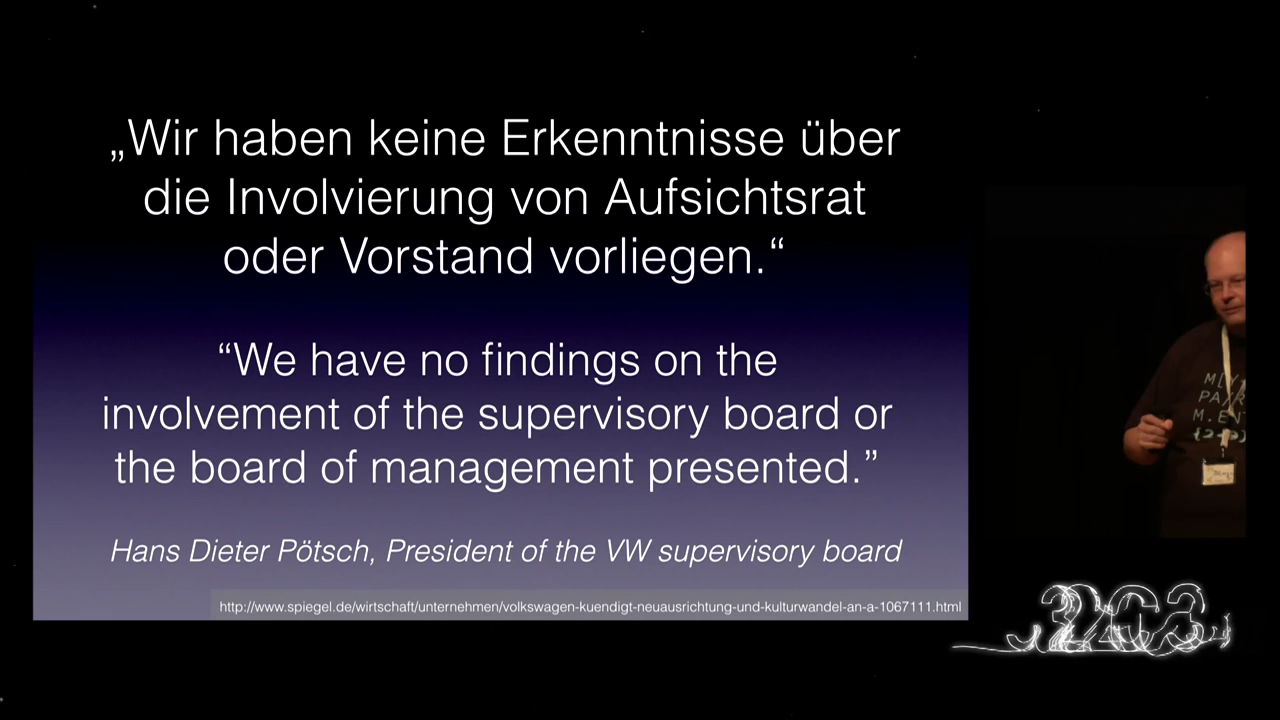 „Wir haben keine Erkenntnisse über
die Involvierung von Aufsichtsrat
oder Vorstand vorliegen.“
“We have no findings on the
involvement of the supervisory board or
the board of management presented.”
Hans Dieter Pötsch, President of the VW supervisory board
http://www.spiegel.de/wirtschaft/unternehmen/volkswagen-kuendigt-neuausrichtung-und-kulturwandel-an-a-1067111.html